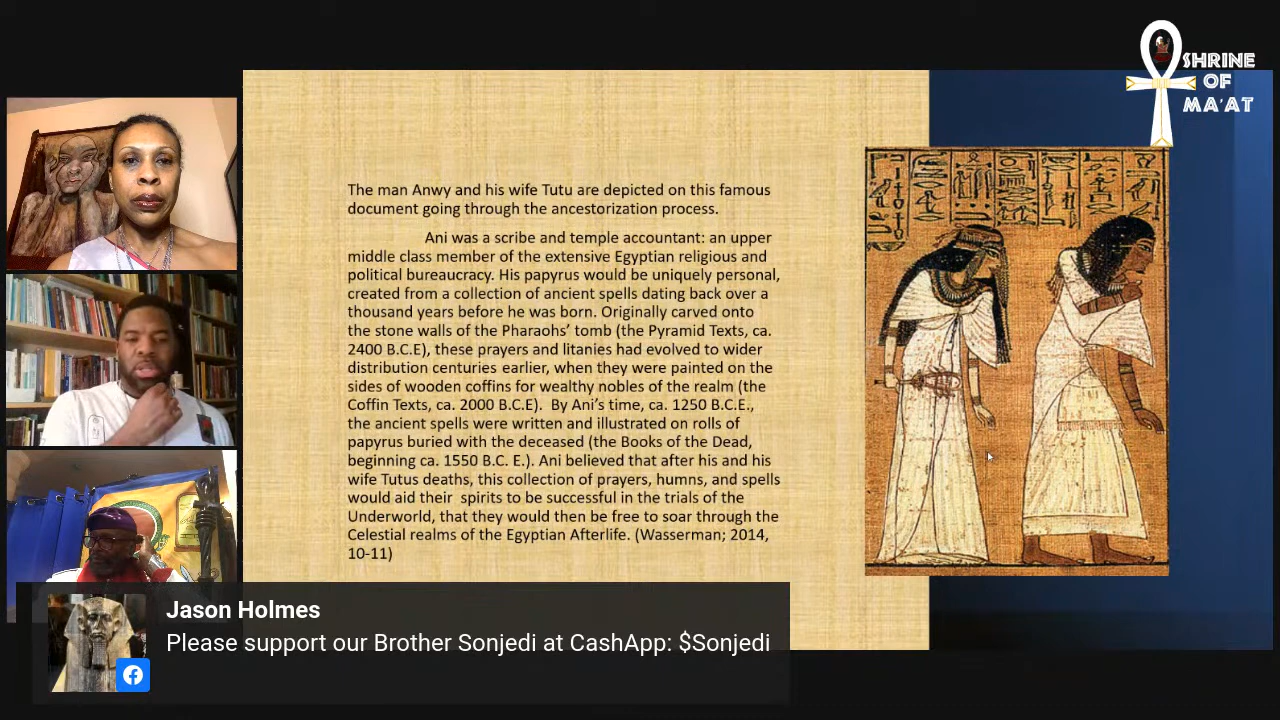 SHRINE
OF
MA'AT
The man Anwy and his wife Tutu are depicted on this famous
document going through the ancestorization process.
Ani was a scribe and temple accountant: an upper
middle class member of the extensive Egyptian religious and
political bureaucracy. His papyrus would be uniquely personal,
created from a collection of ancient spells dating back over a
thousand years before he was born. Originally carved onto
the stone walls of the Pharaohs’ tomb (the Pyramid Texts, ca.
2400 B.C.E), these prayers and litanies had evolved to wider
distribution centuries earlier, when they were painted on the
sides of wooden coffins for wealthy nobles of the realm (the
Coffin Texts, ca. 2000 B.C.E).  By Ani’s time, ca. 1250 B.C.E.,
the ancient spells were written and illustrated on rolls of
papyrus buried with the deceased (the Books of the Dead,
beginning ca. 1550 B.C. E.). Ani believed that after his and his
wife Tutus deaths, this collection of prayers, humns, and spells
would aid their  spirits to be successful in the trials of the
Underworld, that they would then be free to soar through the
Celestial realms of the Egyptian Afterlife. (Wasserman; 2014,
10-11)
Jason Holmes
Please support our Brother Sonjedi at CashApp: $Sonjedi